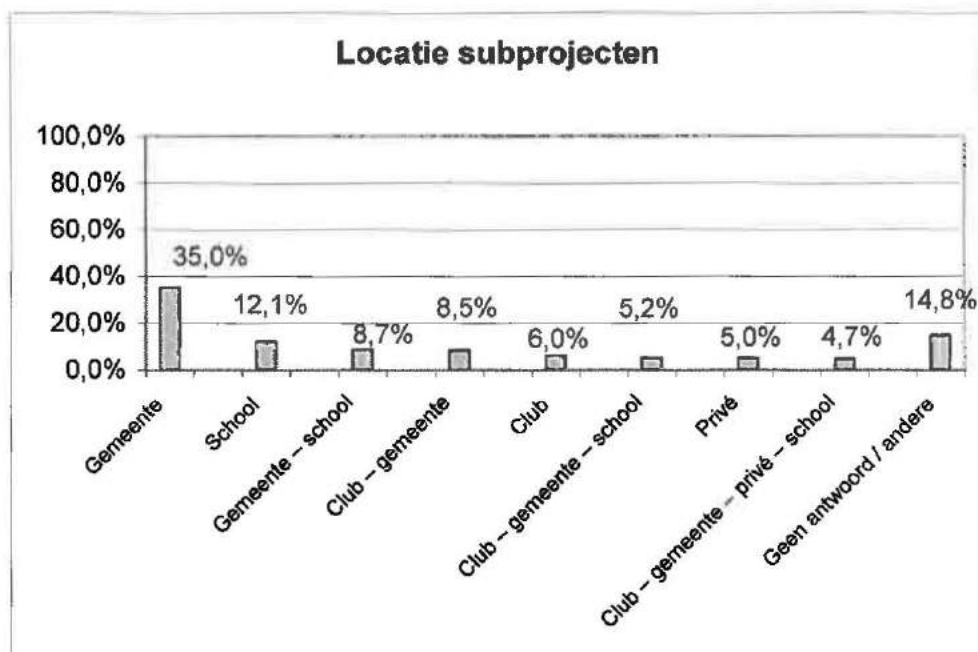 Locatie subprojecten
100,0%
80,0%
60,0%
40,0%
20,0%
0,0%
35,0%
12,1%
8,7%
8,5%
6,0%
5,2%
5,0%
4,7%
14,8%
Gemeente
School
Gemeente – school
Club – gemeente
Club
Club – gemeente – school
Privé
Club – gemeente – privé – school
Geen antwoord / andere